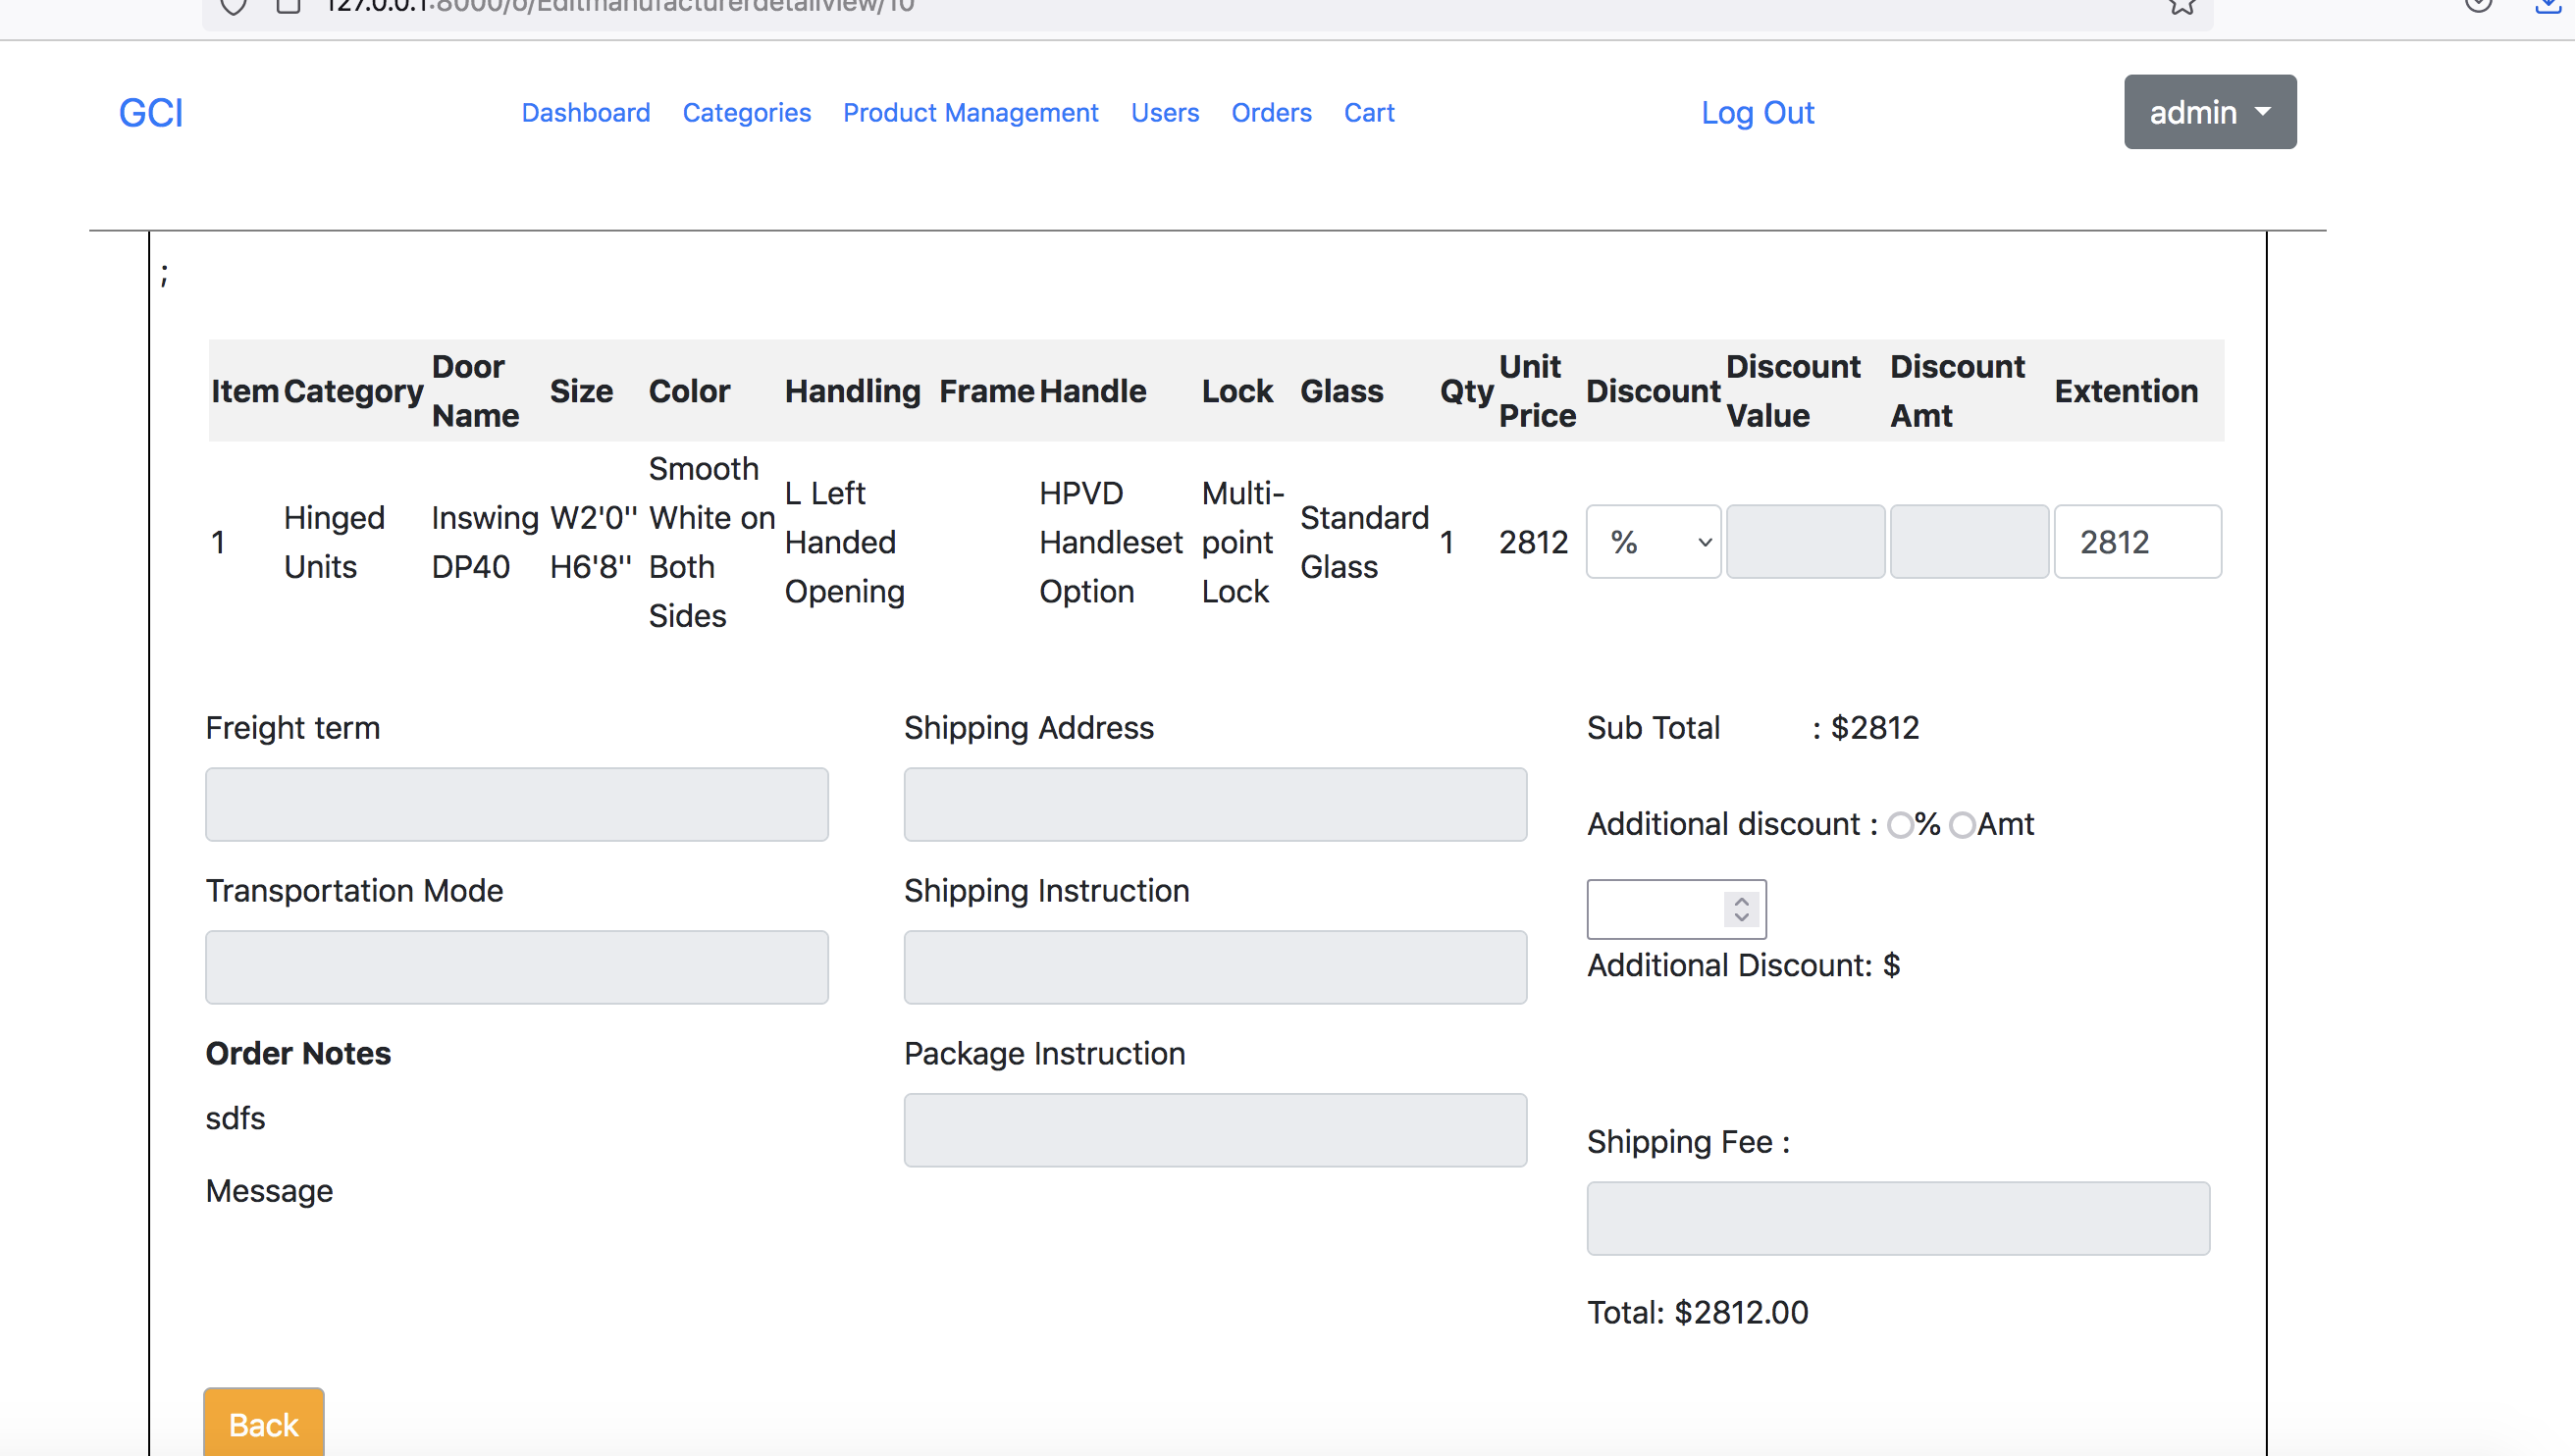 127.0.0.1:8000/o/Editmanufacturerdetailview/10
GCI Dashboard Categories Product Management Users Orders Cart Log Out admin
;
Item Category Door Name Size Color Handling Frame Handle Lock Glass Qty Unit Price Discount Discount Value Discount Amt Extention
1 Hinged Units Inswing DP40 W2'0'' H6'8'' Smooth White on Both Sides L Left Handed Opening HPVD Handleset Option Multi-point Lock Standard Glass 1 2812 % 2812
Freight term
Transportation Mode
Order Notes
sdfs
Message
Shipping Address
Shipping Instruction
Package Instruction
Sub Total : $2812
Additional discount : % Amt
Additional Discount: $
Shipping Fee :
Total: $2812.00
Back